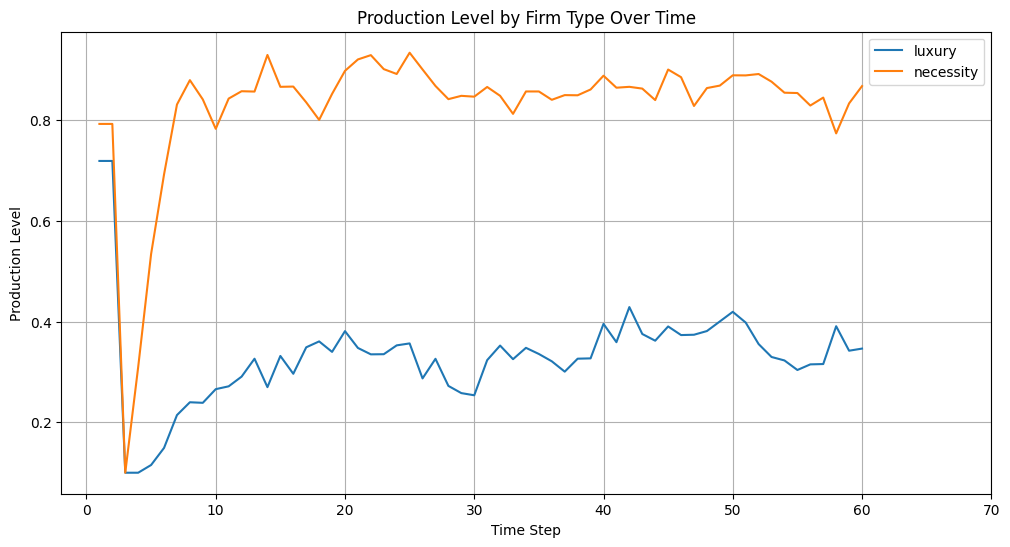 Production Level by Firm Type Over Time
luxury
necessity
Production Level
0.8
0.6
0.4
0.2
0 10 20 30 40 50 60 70
Time Step